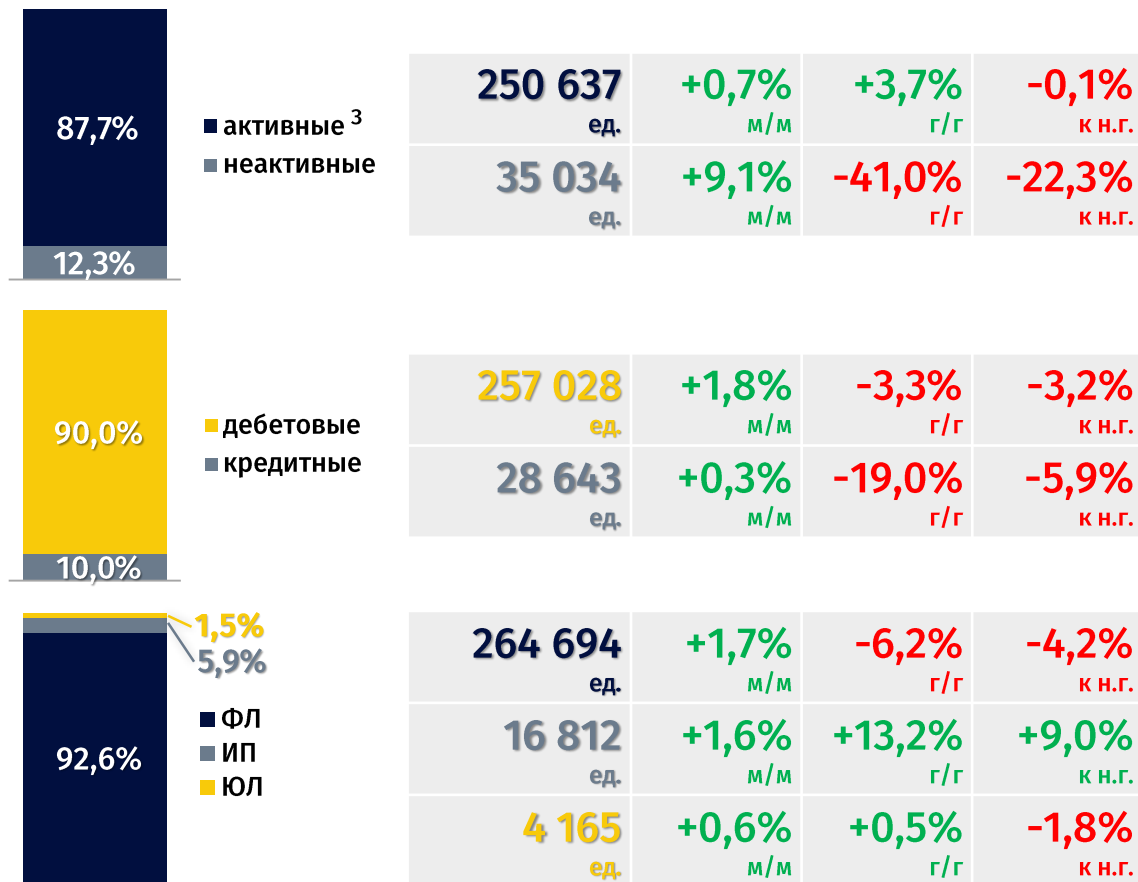 87,7%
12,3%
активные 3
неактивные
250 637 +0,7% +3,7% -0,1%
ед. м/м г/г к н.г.
35 034 +9,1% -41,0% -22,3%
ед. м/м г/г к н.г.
90,0%
10,0%
дебетовые
кредитные
257 028 +1,8% -3,3% -3,2%
ед. м/м г/г к н.г.
28 643 +0,3% -19,0% -5,9%
ед. м/м г/г к н.г.
1,5%
5,9%
92,6%
ФЛ
ИП
ЮЛ
264 694 +1,7% -6,2% -4,2%
ед. м/м г/г к н.г.
16 812 +1,6% +13,2% +9,0%
ед. м/м г/г к н.г.
4 165 +0,6% +0,5% -1,8%
ед. м/м г/г к н.г.